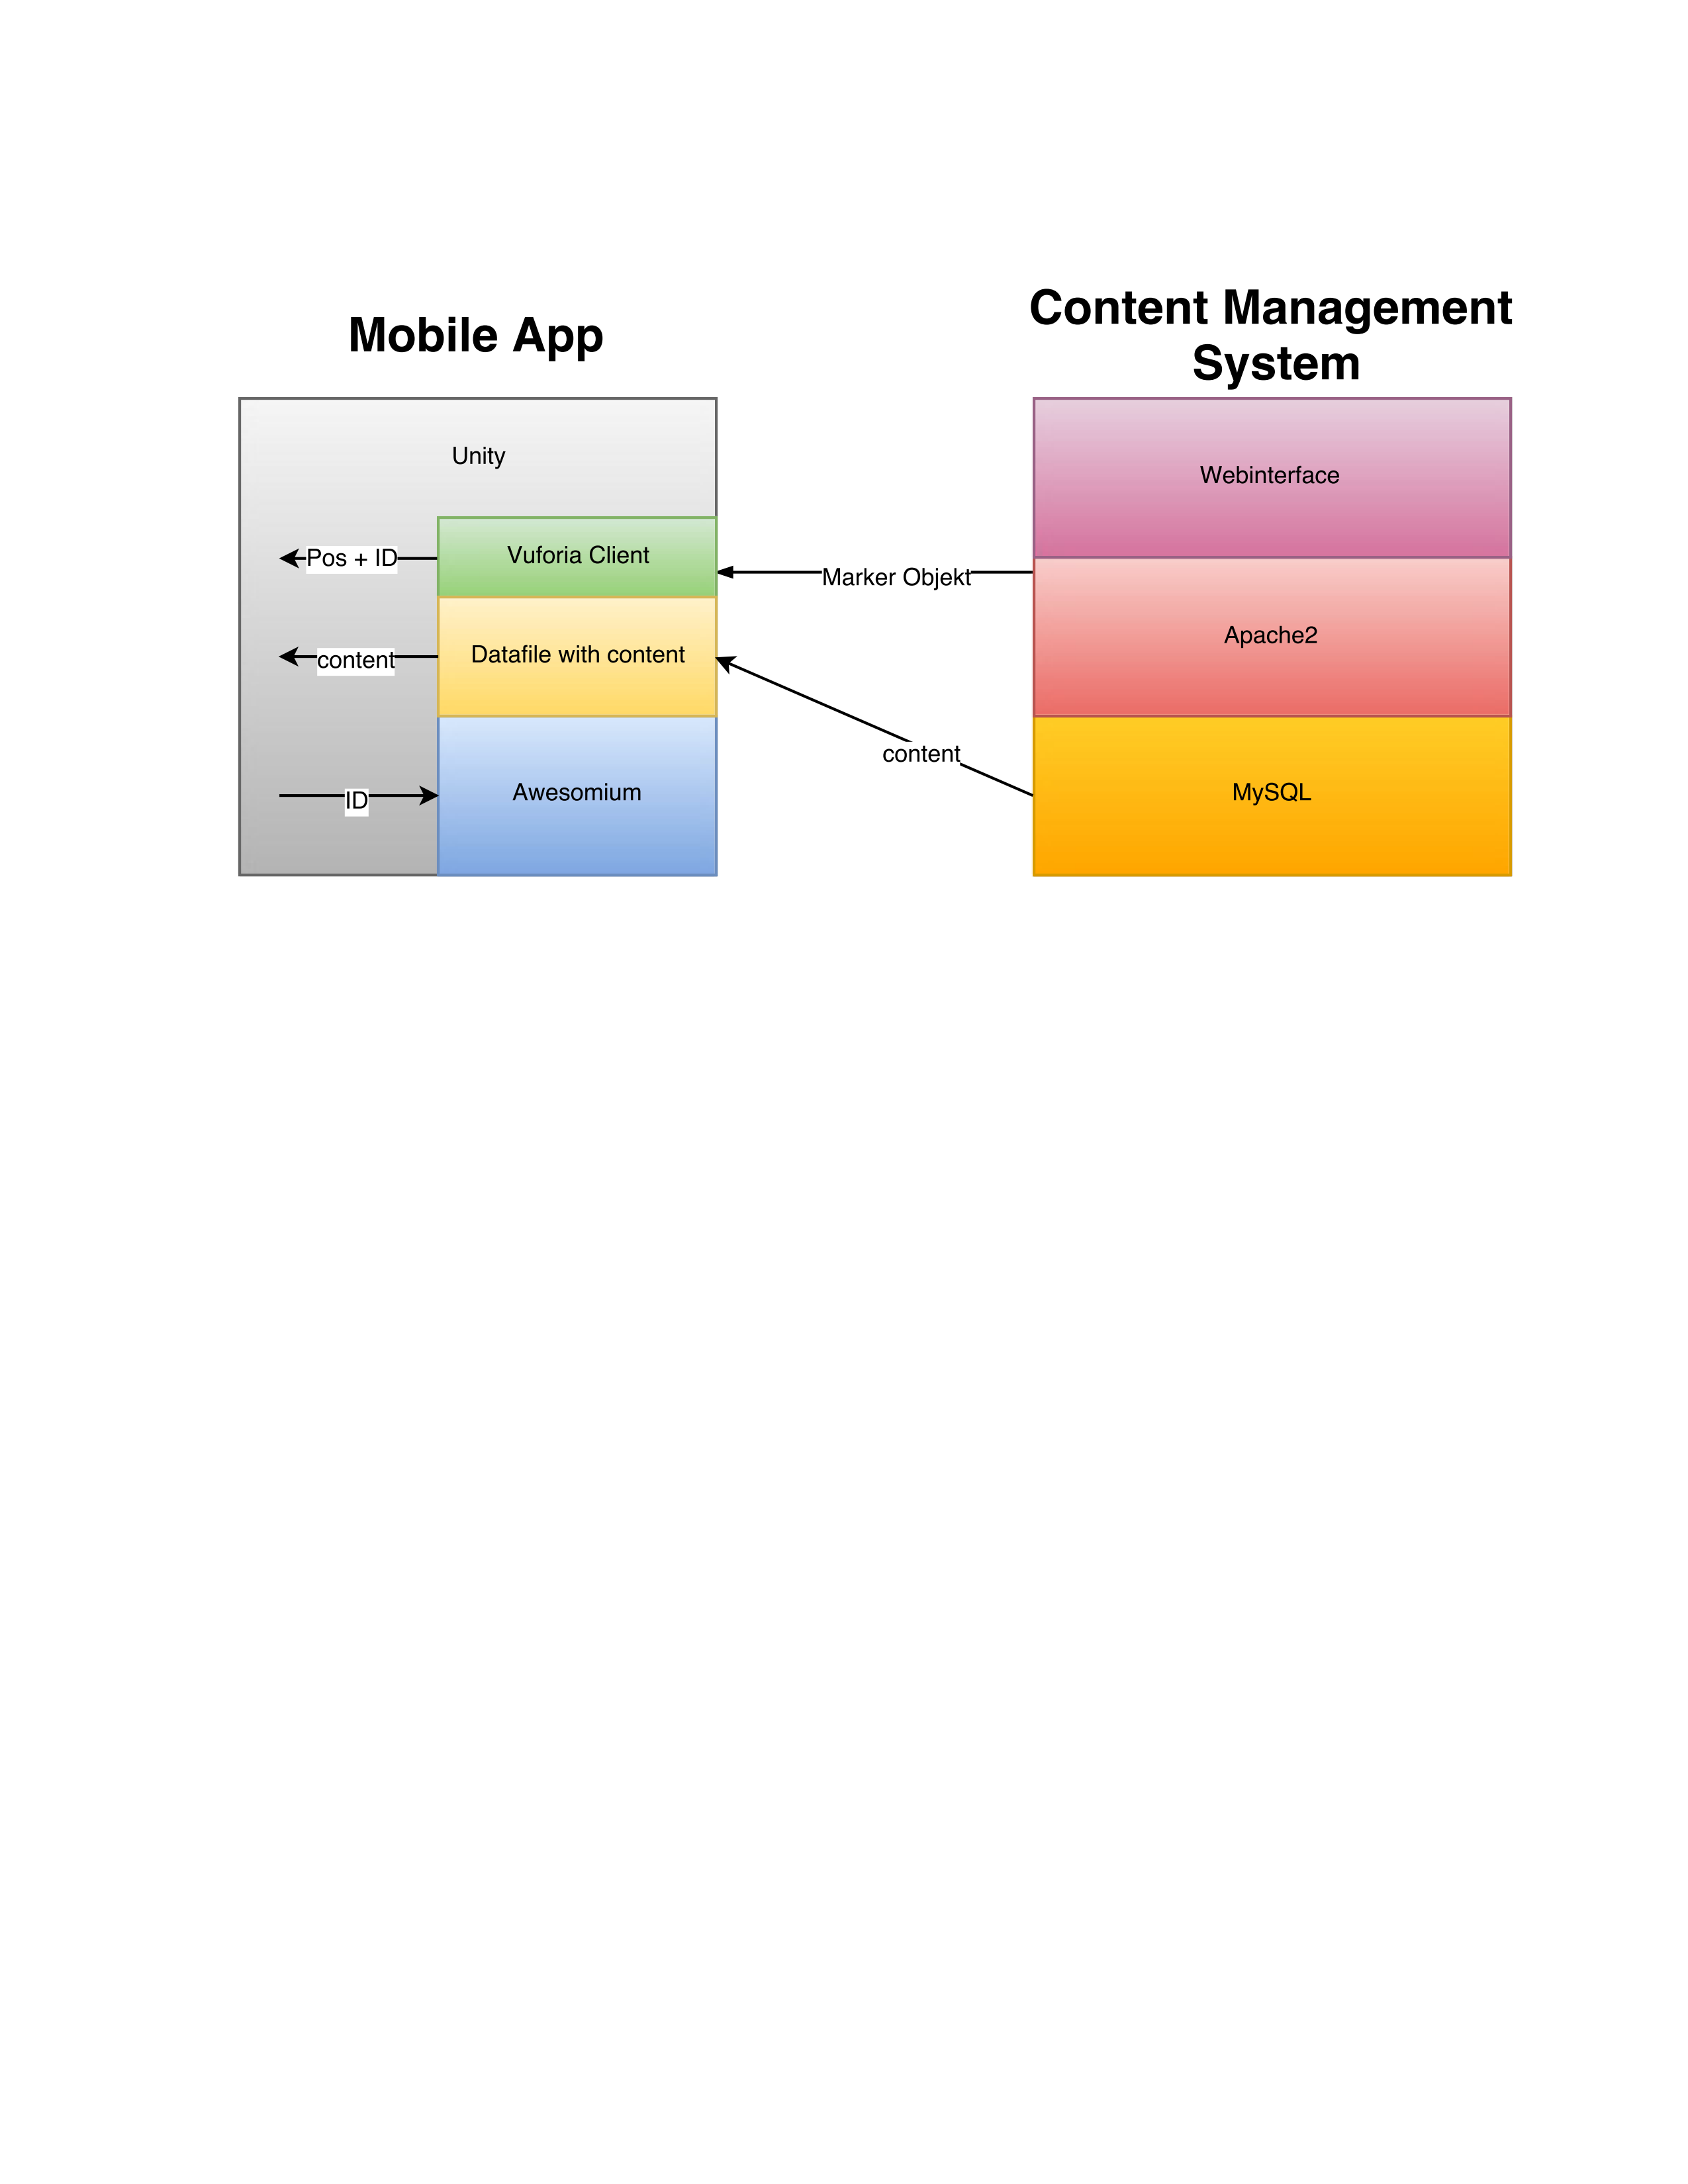 Mobile App
Content Management
System
Unity
Webinterface
Vuforia Client
Pos + ID
Marker Objekt
Apache2
Datafile with content
content
content
Awesomium
ID
MySQL